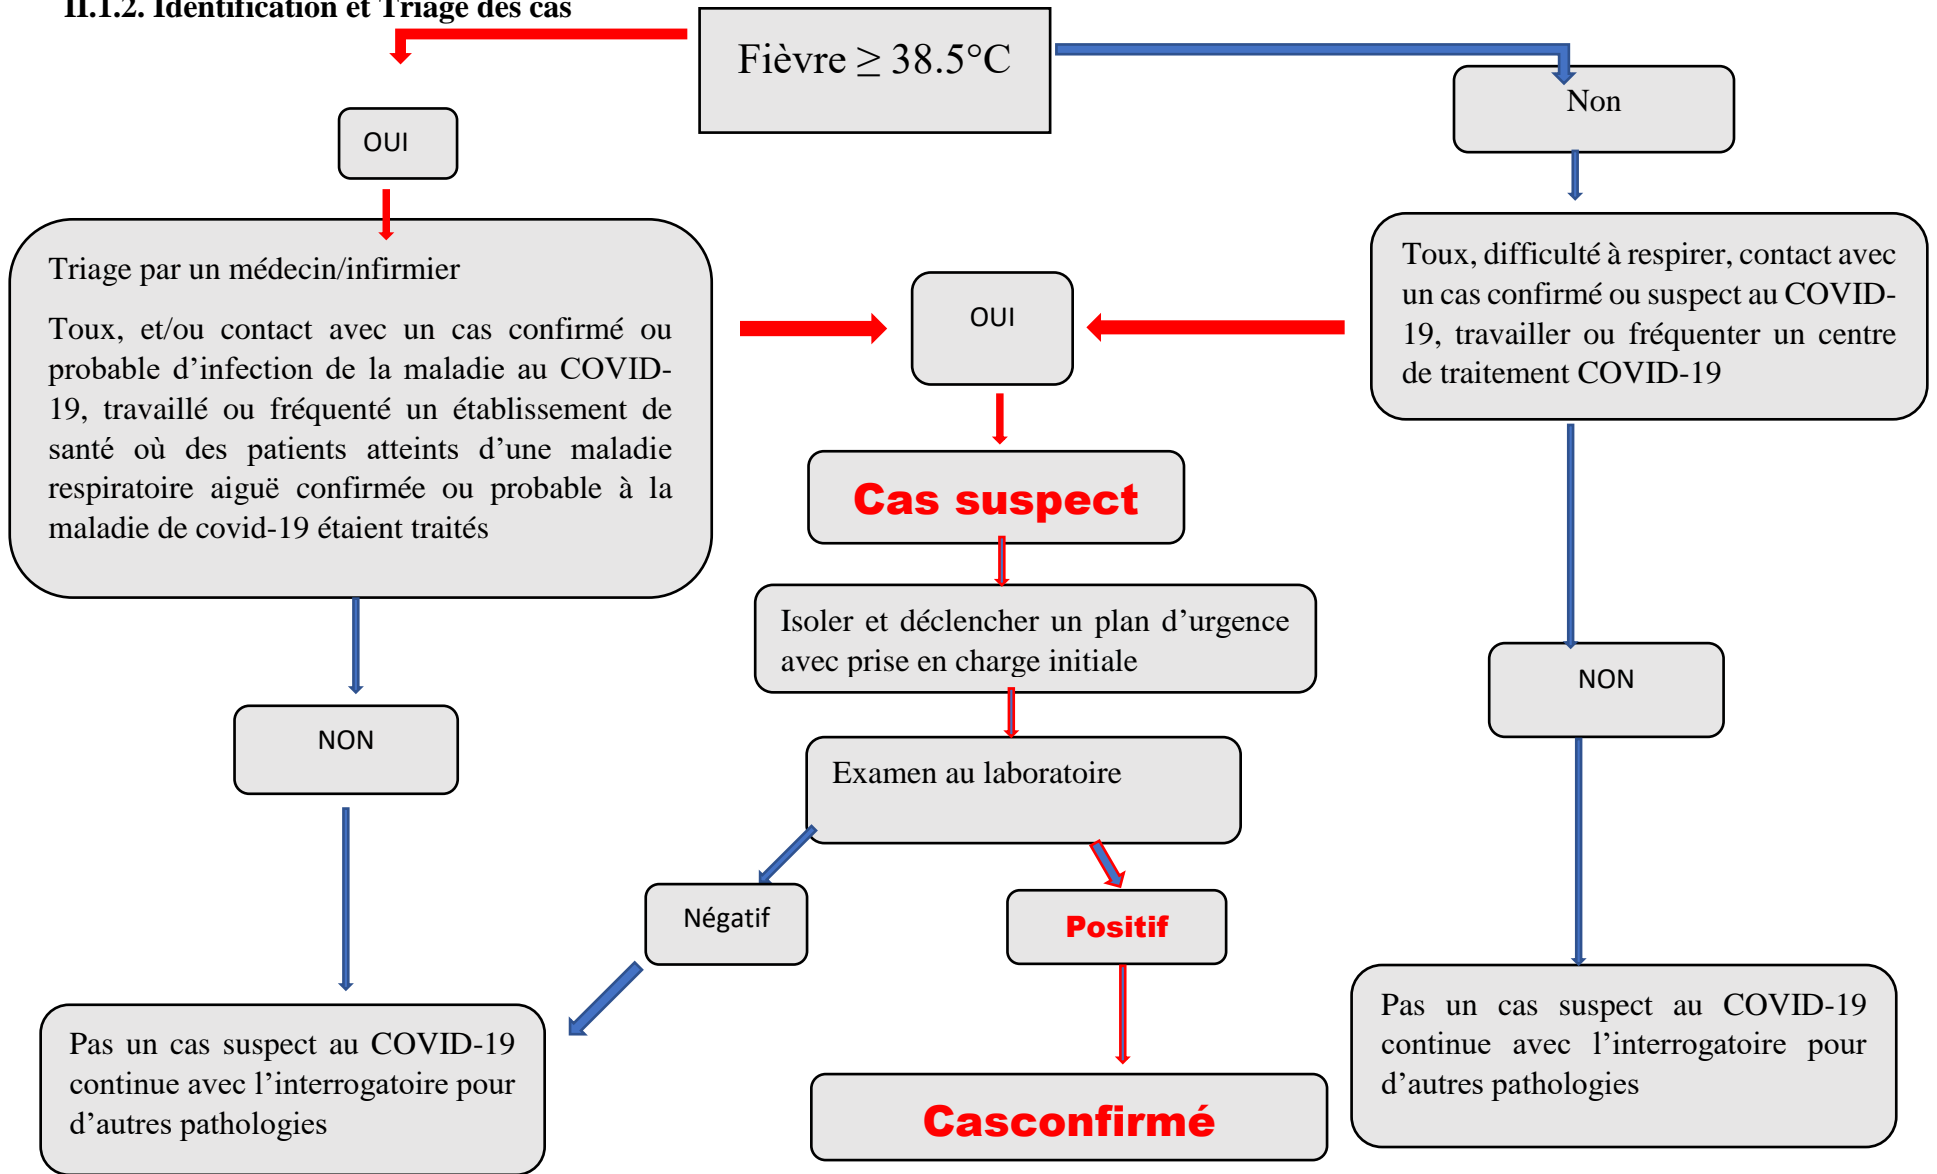 II.1.2. Identification et Triage des cas
Fièvre ≥ 38.5°C
OUI
Non
Triage par un médecin/infirmier
Toux, et/ou contact avec un cas confirmé ou
probable d’infection de la maladie au COVID-
19, travaillé ou fréquenté un établissement de
santé où des patients atteints d’une maladie
respiratoire aiguë confirmée ou probable à la
maladie de covid-19 étaient traités
OUI
Toux, difficulté à respirer, contact avec
un cas confirmé ou suspect au COVID-
19, travailler ou fréquenter un centre
de traitement COVID-19
Cas suspect
Isoler et déclencher un plan d’urgence
avec prise en charge initiale
NON
NON
Examen au laboratoire
Négatif
Positif
Pas un cas suspect au COVID-19
continue avec l’interrogatoire pour
d’autres pathologies
Casconfirmé
Pas un cas suspect au COVID-19
continue avec l’interrogatoire pour
d’autres pathologies